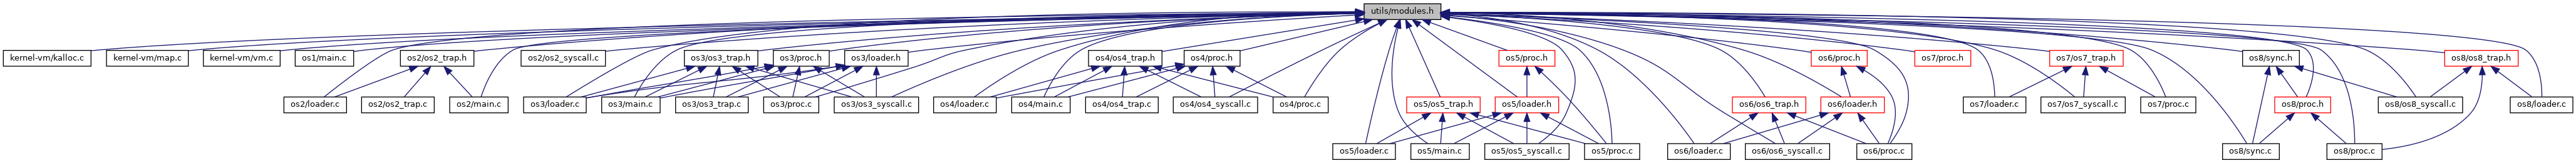 utils/modules.h
kernel-vm/kalloc.c
kernel-vm/map.c
kernel-vm/vm.c
os1/main.c
os2/os2_trap.h
os2/os2_syscall.c
os3/os3_trap.h
os3/proc.h
os3/loader.h
os4/os4_trap.h
os4/proc.h
os5/proc.h
os6/proc.h
os7/proc.h
os7/os7_trap.h
os8/sync.h
os8/os8_trap.h
os2/loader.c
os2/os2_trap.c
os2/main.c
os3/loader.c
os3/main.c
os3/os3_trap.c
os3/proc.c
os3/os3_syscall.c
os4/loader.c
os4/main.c
os4/os4_trap.c
os4/os4_syscall.c
os4/proc.c
os5/os5_trap.h
os5/loader.h
os6/os6_trap.h
os6/loader.h
os7/loader.c
os7/os7_syscall.c
os7/proc.c
os8/proc.h
os8/os8_syscall.c
os8/loader.c
os5/loader.c
os5/main.c
os5/os5_syscall.c
os5/proc.c
os6/loader.c
os6/os6_syscall.c
os6/proc.c
os8/sync.c
os8/proc.c